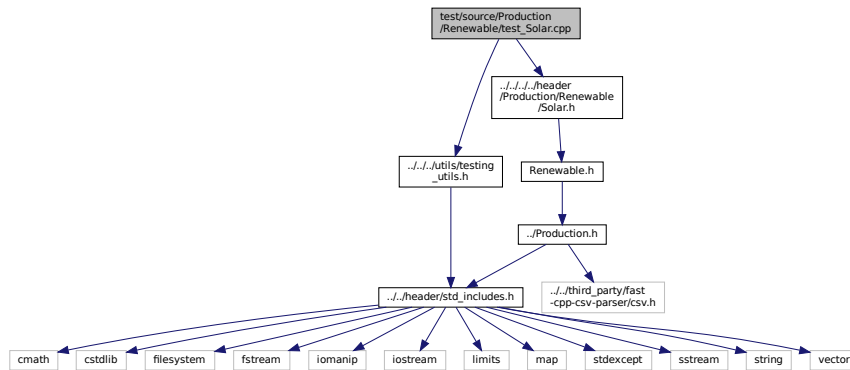 test/source/Production
/Renewable/test_Solar.cpp
../../../../header
/Production/Renewable
/Solar.h
../../../utils/testing
_utils.h
Renewable.h
../Production.h
../../header/std_includes.h
../../third_party/fast
-cpp-csv-parser/csv.h
cmath
cstdlib
filesystem
fstream
iomanip
iostream
limits
map
stdexcept
sstream
string
vector